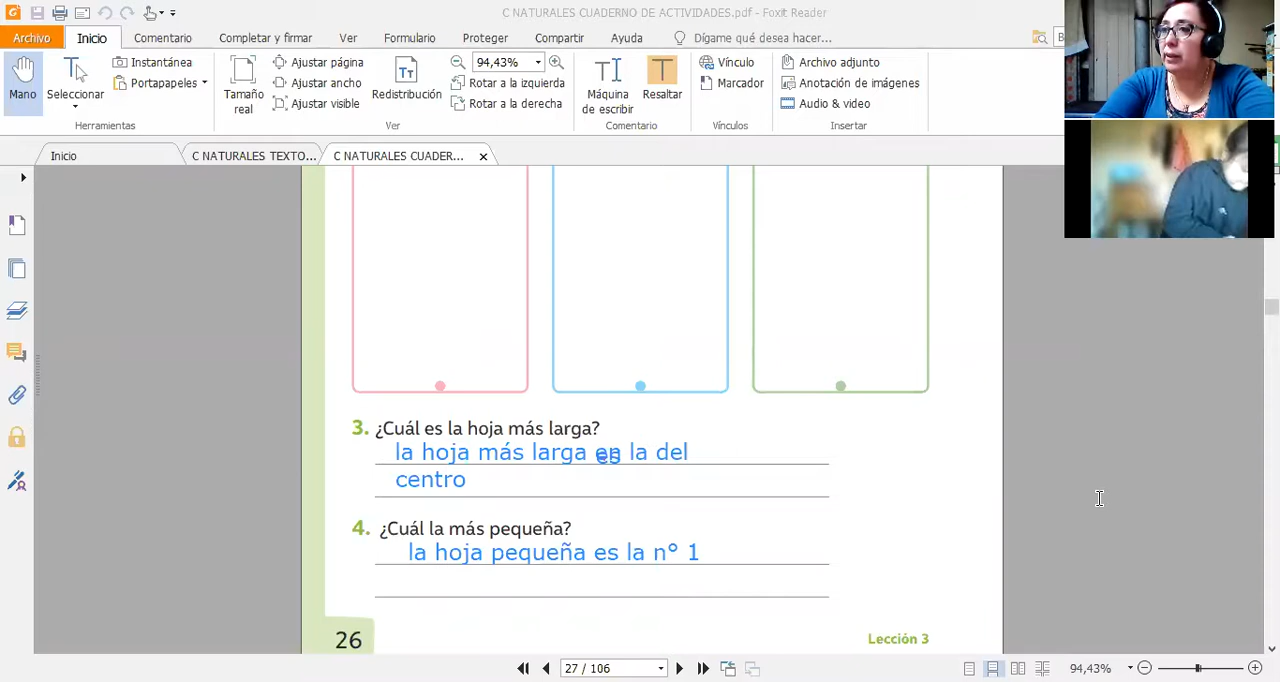 C NATURALES CUADERNO DE ACTIVIDADES.pdf - Foxit Reader
Archivo Inicio Comentario Completar y firmar Ver Formulario Proteger Compartir Ayuda Dígame qué desea hacer...
Mano
Seleccionar
Instantánea
Portapapeles
Herramientas
Tamaño real
Ajustar página
Ajustar ancho
Ajustar visible
Redistribución
94,43%
Rotar a la izquierda
Rotar a la derecha
Ver
Máquina de escribir
Resaltar
Comentario
Vínculo
Marcador
Vínculos
Archivo adjunto
Anotación de imágenes
Audio & video
Insertar
Inicio C NATURALES TEXTO... C NATURALES CUADER...
3. ¿Cuál es la hoja más larga?
la hoja más larga en la del
es
centro
4. ¿Cuál la más pequeña?
la hoja pequeña es la n° 1
26
Lección 3
27 / 106
94,43%